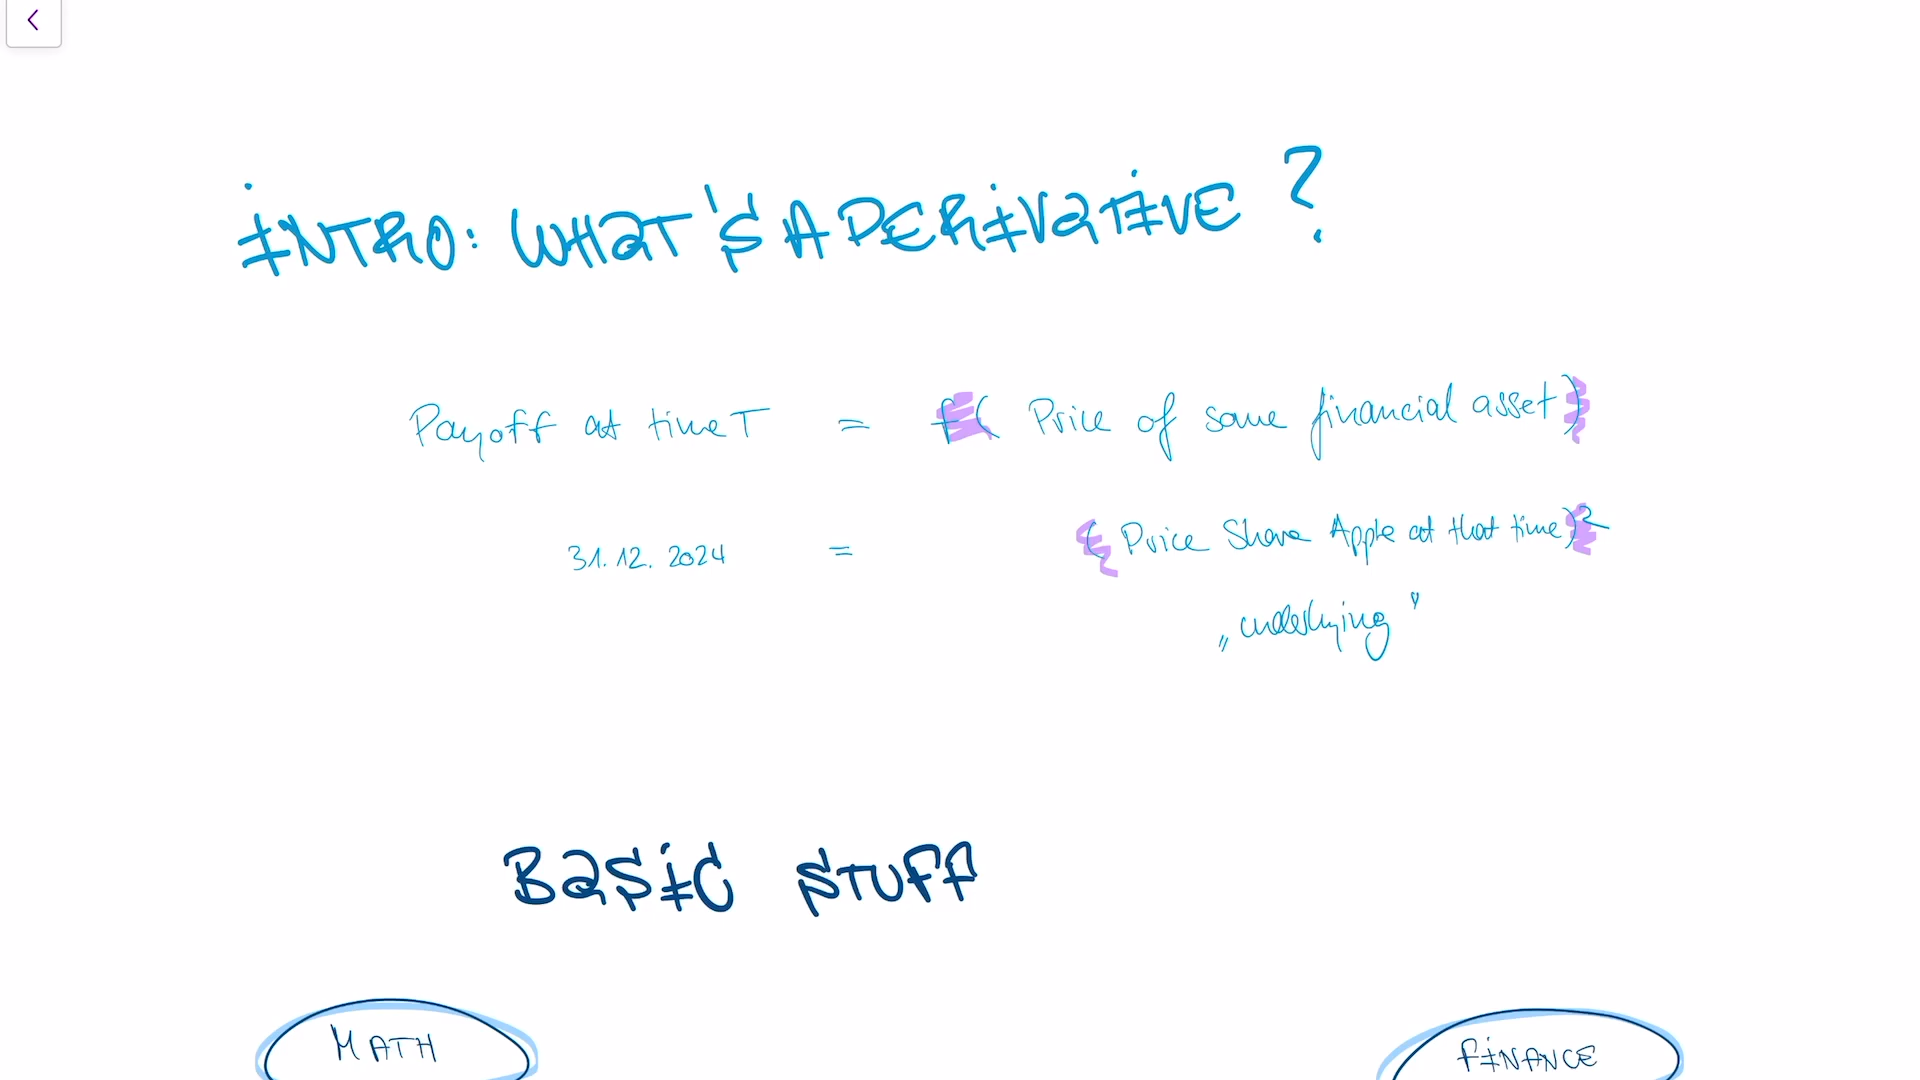 INTRO: WHAT'S A DERIVATIVE?
Payoff at time T = f( Price of some financial asset)
31.12.2024 = ( Price Share Apple at that time)²
„underlying"
BASIC STUFF
MATH
FINANCE